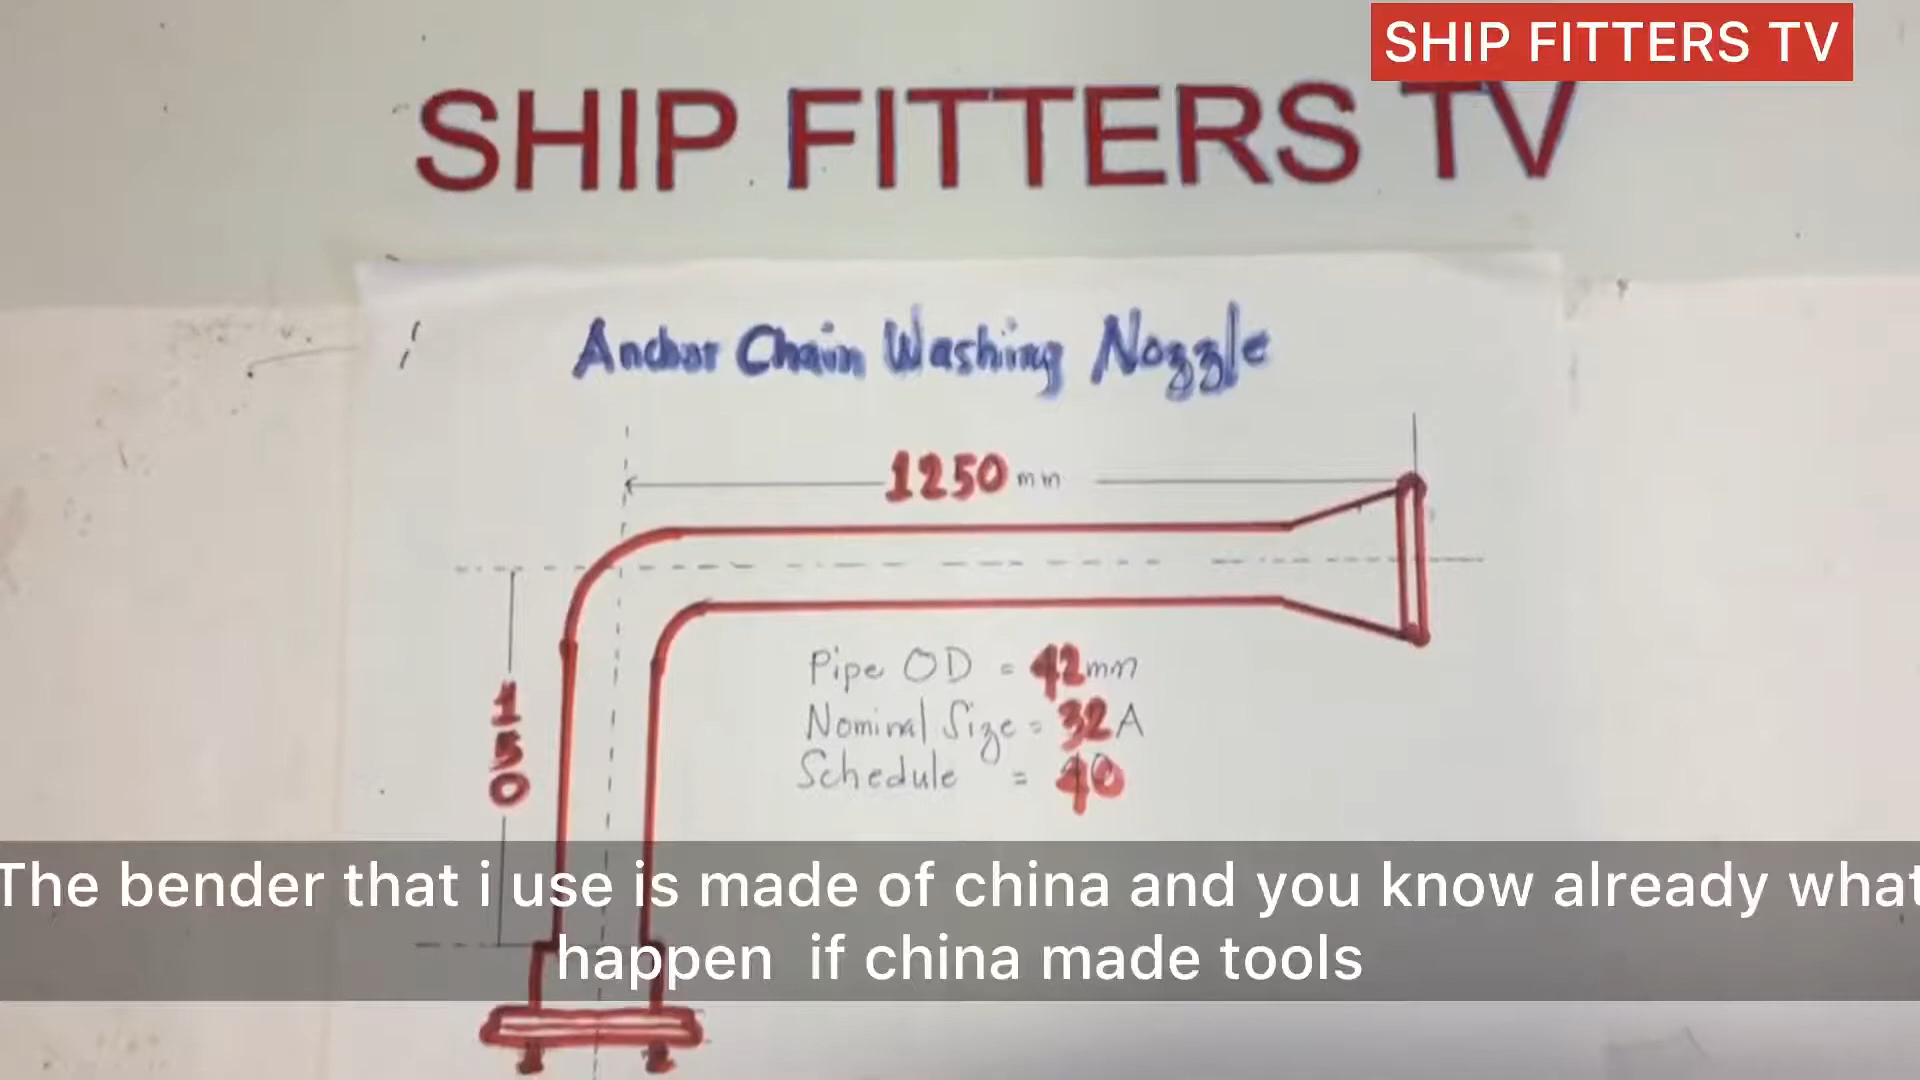 SHIP FITTERS TV
SHIP FITTERS TV
Anchor Chain Washing Nozzle
1250 mm
Pipe OD = 42mm
Nominal Size = 32A
Schedule = 40
150
The bender that i use is made of china and you know already what
happen if china made tools